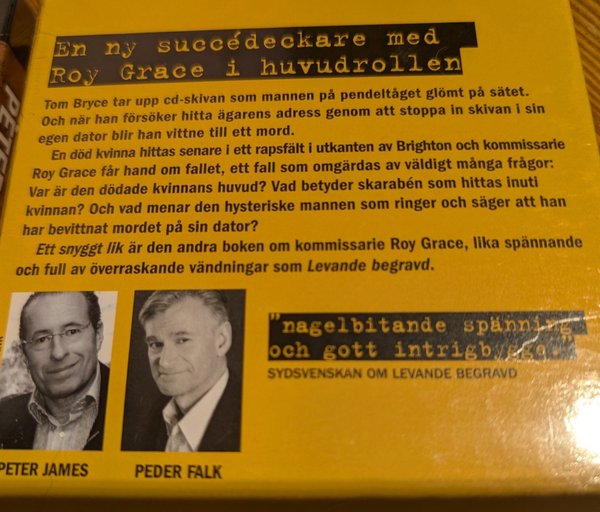 En ny succédeckare med
Roy Grace i huvudrollen
Tom Bryce tar upp cd-skivan som mannen på pendeltåget glömt på sätet.
Och när han försöker hitta ägarens adress genom att stoppa in skivan i sin
egen dator blir han vittne till ett mord.
En död kvinna hittas senare i ett rapsfält i utkanten av Brighton och kommissarie
Roy Grace får hand om fallet, ett fall som omgärdas av väldigt många frågor:
Var är den dödade kvinnans huvud? Vad betyder skarabén som hittas inuti
kvinnan? Och vad menar den hysteriske mannen som ringer och säger att han
har bevittnat mordet på sin dator?
Ett snyggt lik är den andra boken om kommissarie Roy Grace, lika spännande
och full av överraskande vändningar som Levande begravd.
"nagelbitande spänning
och gott intrigbygge."
SYDSVENSKAN OM LEVANDE BEGRAVD
PETER JAMES
PEDER FALK